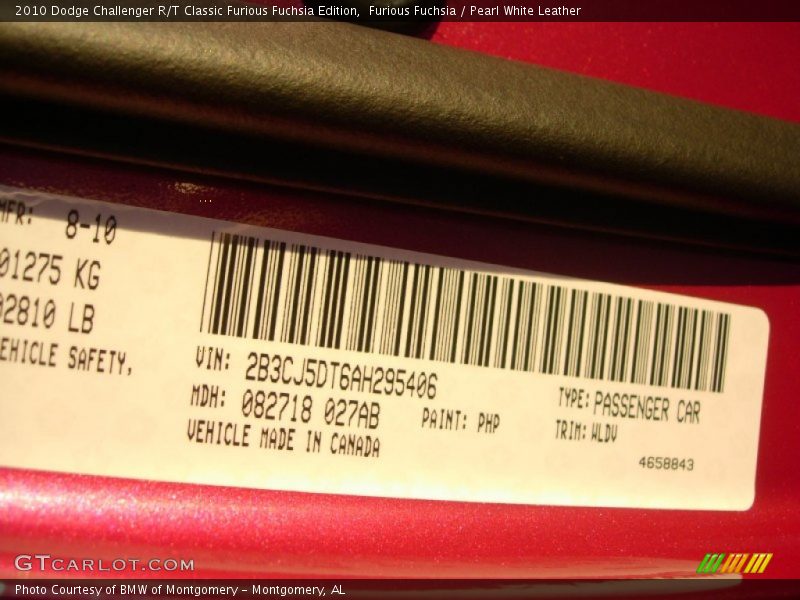 2010 Dodge Challenger R/T Classic Furious Fuchsia Edition,  Furious Fuchsia / Pearl White Leather
MFR: 8-10
01275 KG
02810 LB
VEHICLE SAFETY,
VIN: 2B3CJ5DT6AH295406
MDH: 082718 027AB
PAINT: PHP
VEHICLE MADE IN CANADA
TYPE: PASSENGER CAR
TRIM: WLDV
4658843
GTCARLOT.COM
Photo Courtesy of BMW of Montgomery – Montgomery, AL